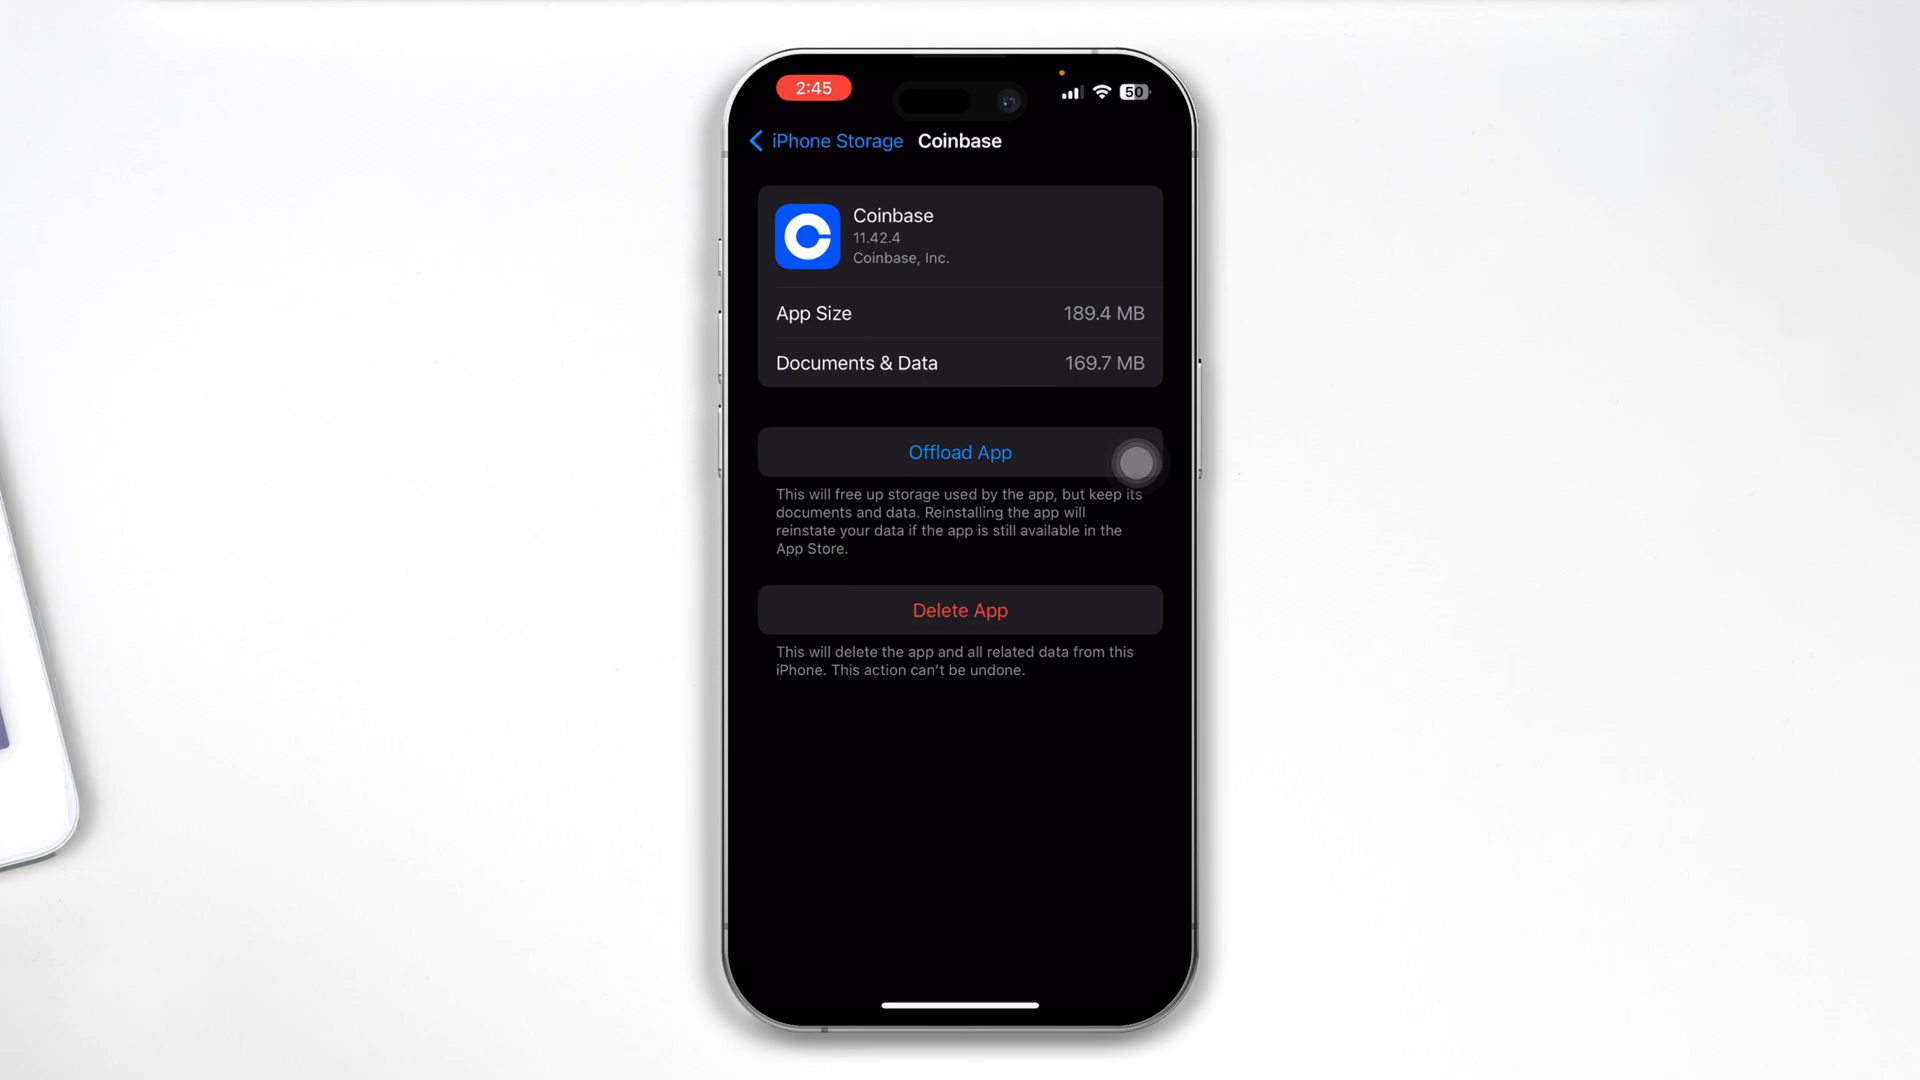 2:45
50
iPhone Storage Coinbase
Coinbase
11.42.4
Coinbase, Inc.
App Size 189.4 MB
Documents & Data 169.7 MB
Offload App
This will free up storage used by the app, but keep its
documents and data. Reinstalling the app will
reinstate your data if the app is still available in the
App Store.
Delete App
This will delete the app and all related data from this
iPhone. This action can't be undone.